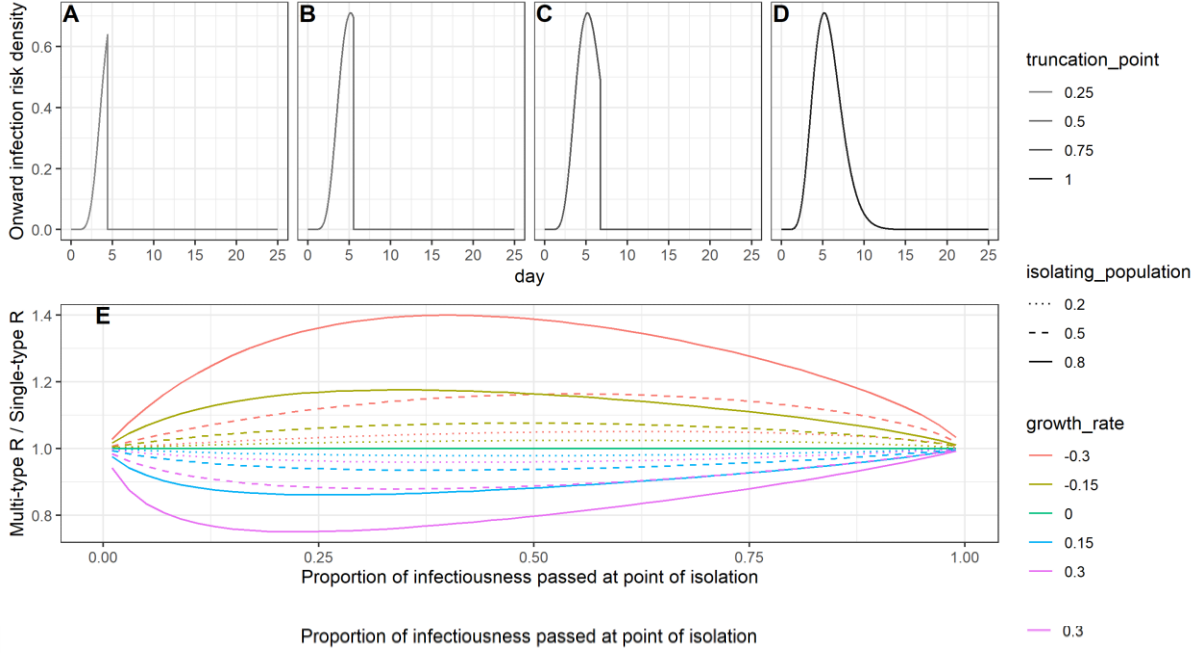 A B C D
Onward infection risk density
0.6
0.4
0.2
0.0
0 5 10 15 20 25 0 5 10 15 20 25 0 5 10 15 20 25 0 5 10 15 20 25
day
truncation_point
0.25
0.5
0.75
1
isolating_population
0.2
0.5
0.8
growth_rate
-0.3
-0.15
0
0.15
0.3
0.3
E
Multi-type R / Single-type R
1.4
1.2
1.0
0.8
0.00 0.25 0.50 0.75 1.00
Proportion of infectiousness passed at point of isolation
Proportion of infectiousness passed at point of isolation